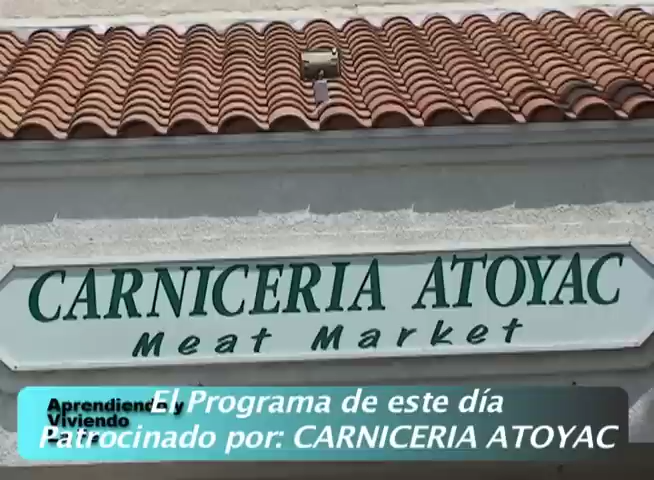 CARNICERIA ATOYAC
Meat Market
El Programa de este día
Patrocinado por: CARNICERIA ATOYAC
Aprendiendo y
Viviendo